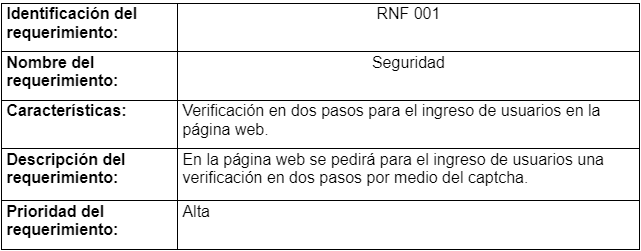 Identificación del
requerimiento:
RNF 001
Nombre del
requerimiento:
Seguridad
Características:
Verificación en dos pasos para el ingreso de usuarios en la
página web.
Descripción del
requerimiento:
En la página web se pedirá para el ingreso de usuarios una
verificación en dos pasos por medio del captcha.
Prioridad del
requerimiento:
Alta